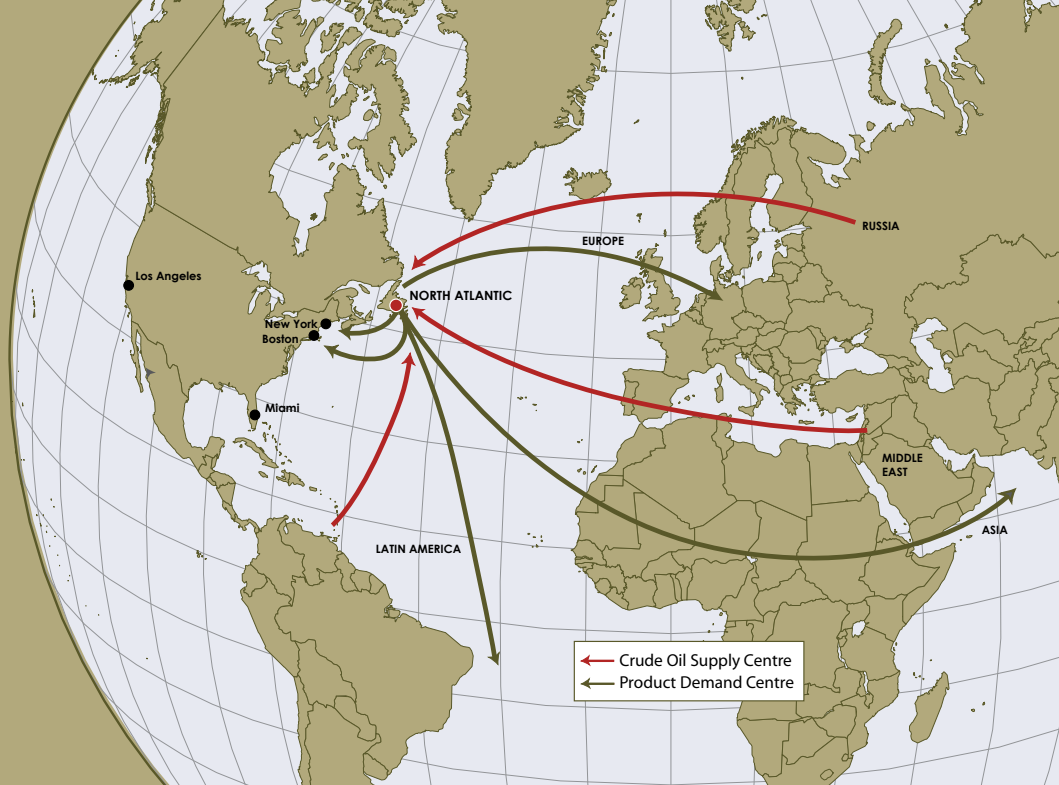 RUSSIA
EUROPE
Los Angeles
NORTH ATLANTIC
New York
Boston
Miami
MIDDLE
EAST
ASIA
LATIN AMERICA
Crude Oil Supply Centre
Product Demand Centre